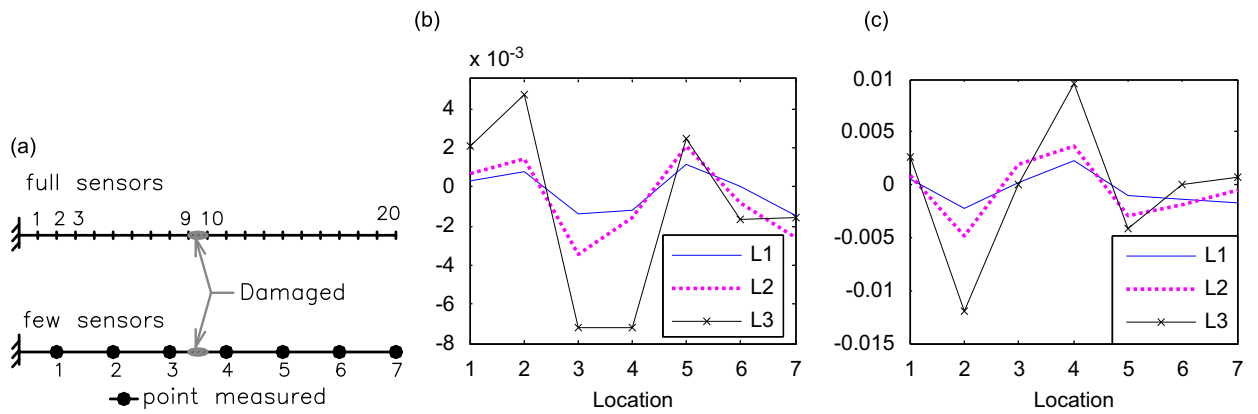 (a)
full sensors
1 2 3 9 10 20
Damaged
few sensors
1 2 3 4 5 6 7
point measured
(b)
x 10⁻³
4
2
0
-2
-4
-6
-8
1 2 3 4 5 6 7
Location
L1
L2
L3
(c)
0.01
0.005
0
-0.005
-0.01
-0.015
1 2 3 4 5 6 7
Location
L1
L2
L3